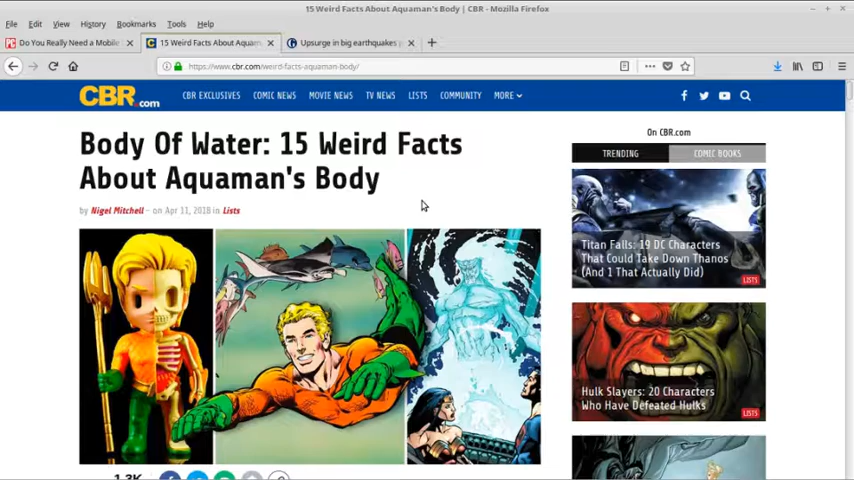 15 Weird Facts About Aquaman's Body | CBR - Mozilla Firefox
File Edit View History Bookmarks Tools Help
Do You Really Need a Mobile
15 Weird Facts About Aquaman
Upsurge in big earthquakes
https://www.cbr.com/weird-facts-aquaman-body/
CBR.com
CBR EXCLUSIVES COMIC NEWS MOVIE NEWS TV NEWS LISTS COMMUNITY MORE
Body Of Water: 15 Weird Facts
About Aquaman's Body
by Nigel Mitchell – on Apr 11, 2018 in Lists
1.3K
On CBR.com
TRENDING COMIC BOOKS
Titan Falls: 19 DC Characters
That Could Take Down Thanos
(And 1 That Actually Did)
LISTS
Hulk Slayers: 20 Characters
Who Have Defeated Hulks
LISTS